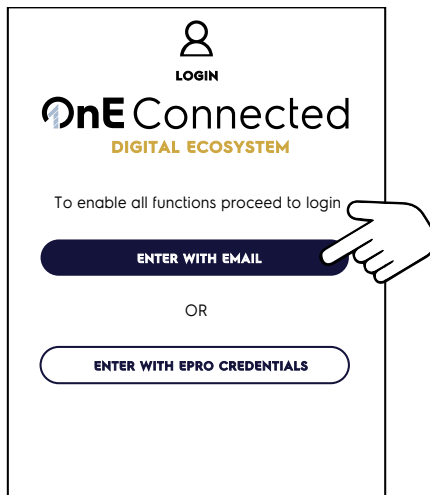 LOGIN
OnE Connected
DIGITAL ECOSYSTEM
To enable all functions proceed to login
ENTER WITH EMAIL
OR
ENTER WITH EPRO CREDENTIALS